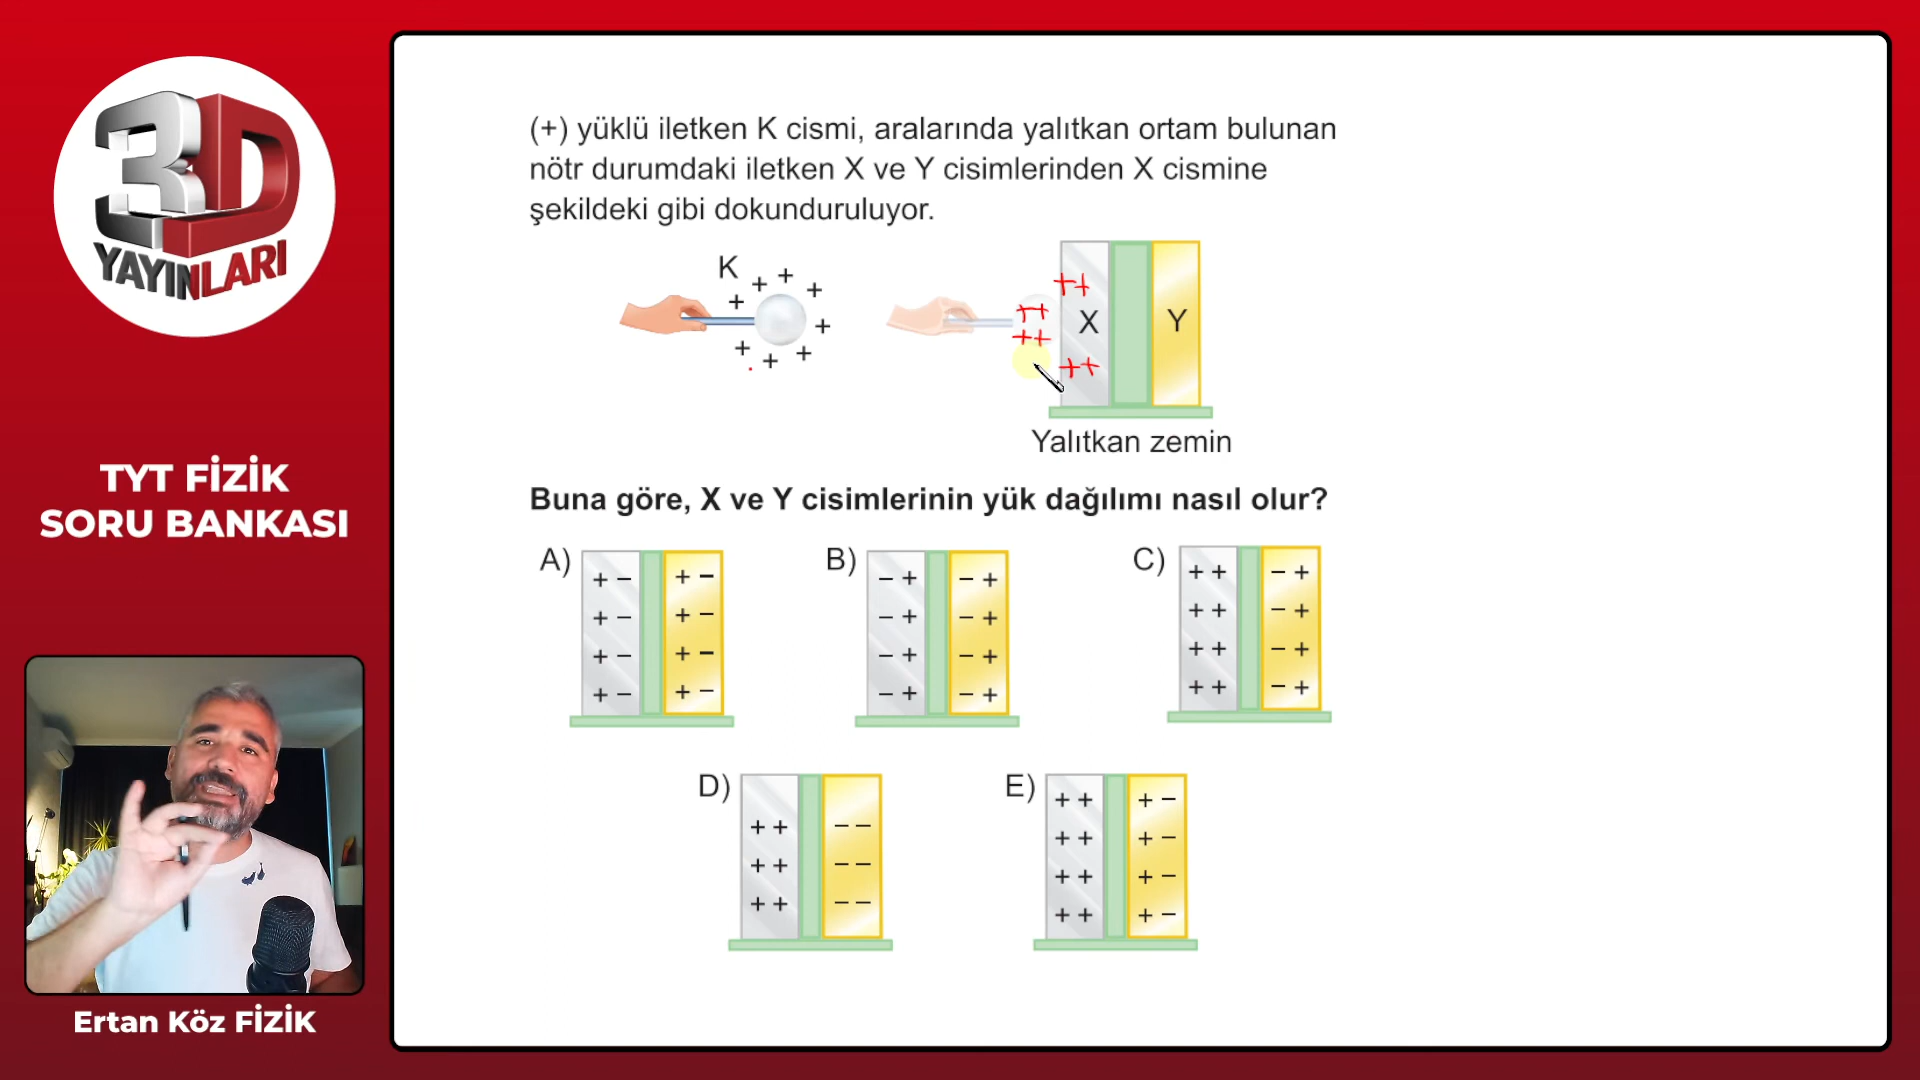 3D
YAYINLARI
TYT FİZİK
SORU BANKASI
Ertan Köz FİZİK
(+) yüklü iletken K cismi, aralarında yalıtkan ortam bulunan
nötr durumdaki iletken X ve Y cisimlerinden X cismine
şekildeki gibi dokunduruluyor.
K
+ + + + + + + +
++
++
++
++
X
Y
Yalıtkan zemin
Buna göre, X ve Y cisimlerinin yük dağılımı nasıl olur?
A)
+ − + −
+ − + −
+ − + −
+ − + −
B)
− + − +
− + − +
− + − +
− + − +
C)
+ + − +
+ + − +
+ + − +
+ + − +
D)
+ + − −
+ + − −
+ + − −
E)
+ + + −
+ + + −
+ + + −
+ + + −